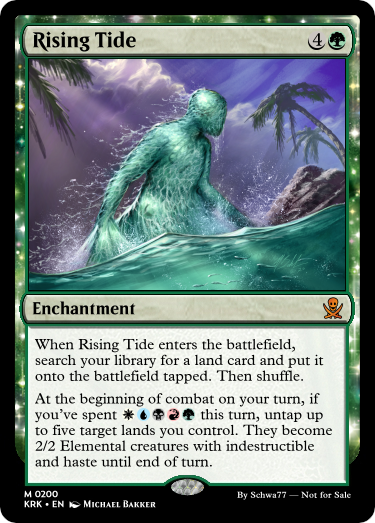 Rising Tide 4
Enchantment
When Rising Tide enters the battlefield,
search your library for a land card and put it
onto the battlefield tapped. Then shuffle.
At the beginning of combat on your turn, if
you've spent this turn, untap up
to five target lands you control. They become
2/2 Elemental creatures with indestructible
and haste until end of turn.
M 0200
KRK • EN Michael Bakker
By Schwa77 — Not for Sale